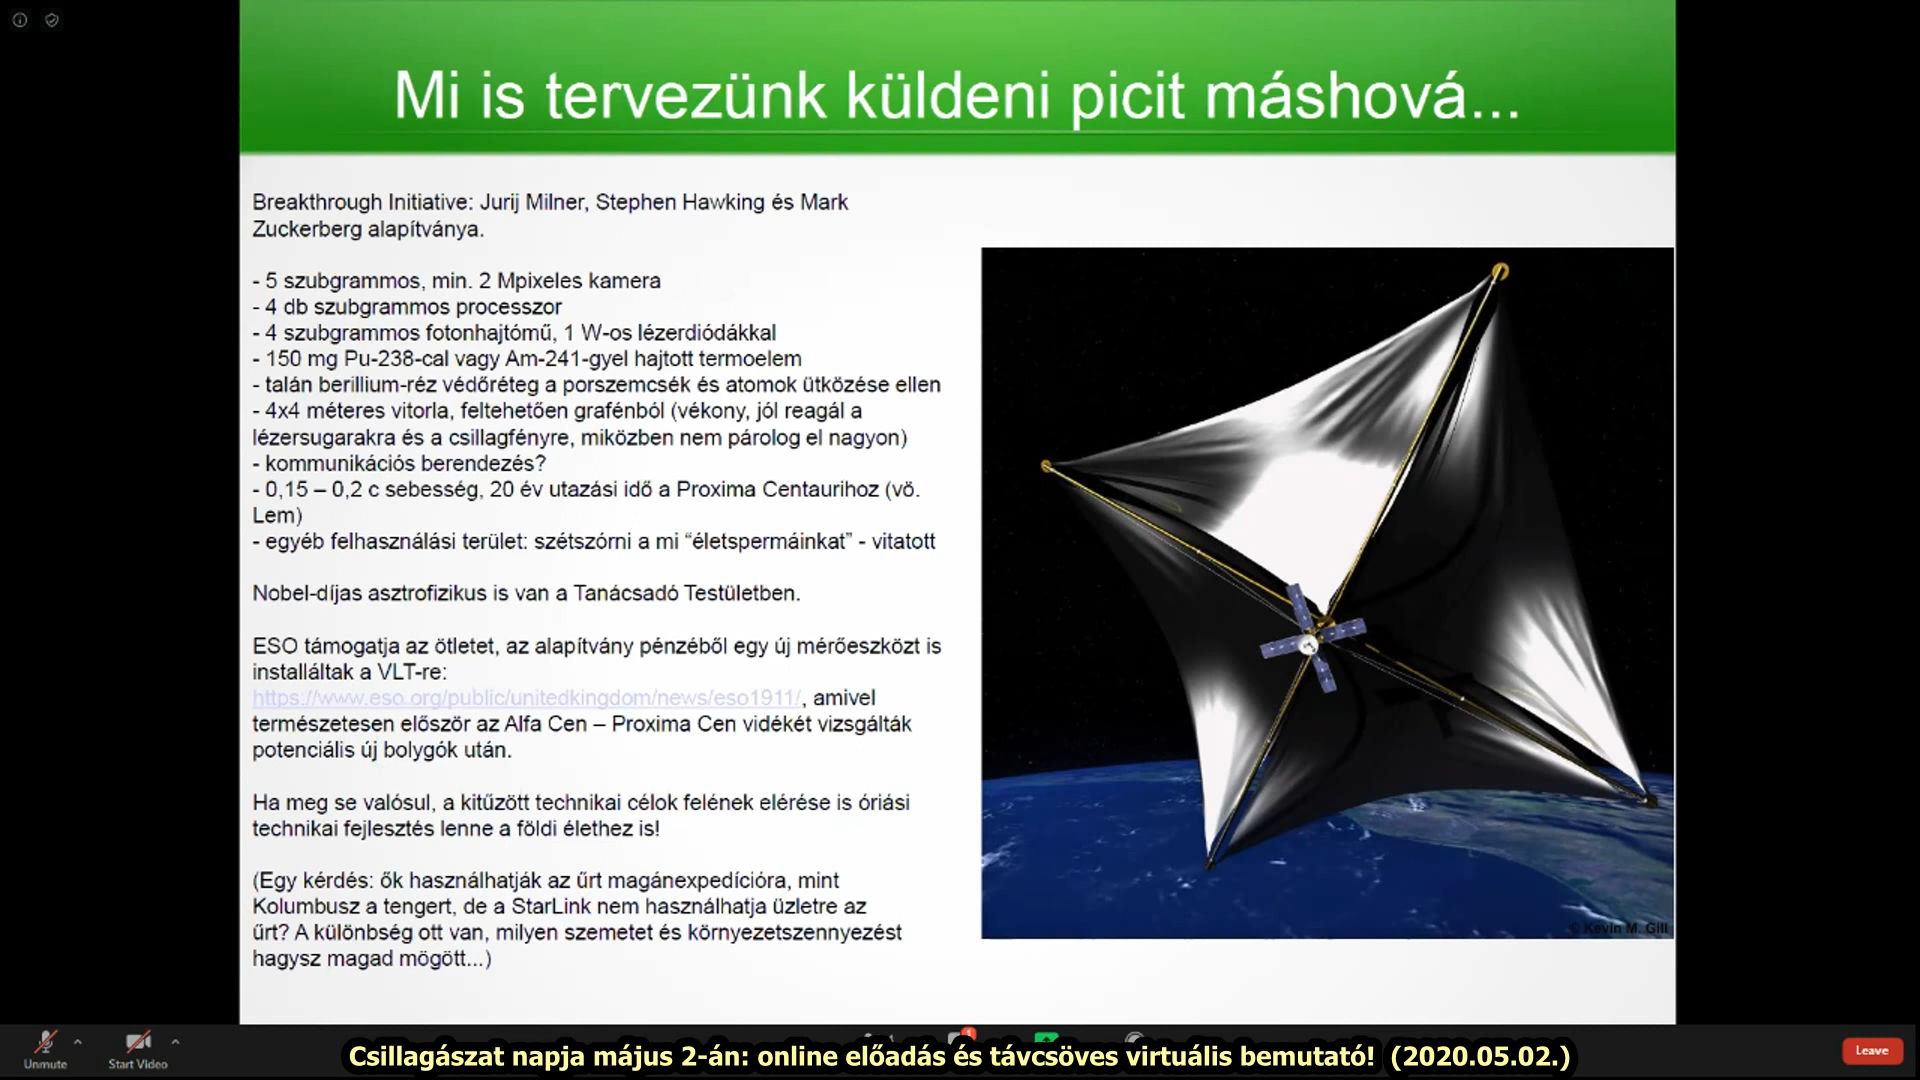 Mi is tervezünk küldeni picit máshová...
Breakthrough Initiative: Jurij Milner, Stephen Hawking és Mark
Zuckerberg alapítványa.
- 5 szubgrammos, min. 2 Mpixeles kamera
- 4 db szubgrammos processzor
- 4 szubgrammos fotonhajtómű, 1 W-os lézerdiódákkal
- 150 mg Pu-238-cal vagy Am-241-gyel hajtott termoelem
- talán berillium-réz védőréteg a porszemcsék és atomok ütközése ellen
- 4x4 méteres vitorla, feltehetően grafénból (vékony, jól reagál a
lézersugarakra és a csillagfényre, miközben nem párolog el nagyon)
- kommunikációs berendezés?
- 0,15 – 0,2 c sebesség, 20 év utazási idő a Proxima Centaurihoz (vö.
Lem)
- egyéb felhasználási terület: szétszórni a mi “életspermáinkat” - vitatott
Nobel-díjas asztrofizikus is van a Tanácsadó Testületben.
ESO támogatja az ötletet, az alapítvány pénzéből egy új mérőeszközt is
installáltak a VLT-re:
https://www.eso.org/public/unitedkingdom/news/eso1911/, amivel
természetesen először az Alfa Cen – Proxima Cen vidékét vizsgálták
potenciális új bolygók után.
Ha meg se valósul, a kitűzött technikai célok felének elérése is óriási
technikai fejlesztés lenne a földi élethez is!
(Egy kérdés: ők használhatják az űrt magánexpedícióra, mint
Kolumbusz a tengert, de a StarLink nem használhatja üzletre az
űrt? A különbség ott van, milyen szemetet és környezetszennyezést
hagysz magad mögött...)
© Kevin M. Gill
Unmute
Start Video
Csillagászat napja május 2-án: online előadás és távcsöves virtuális bemutató! (2020.05.02.)
Leave